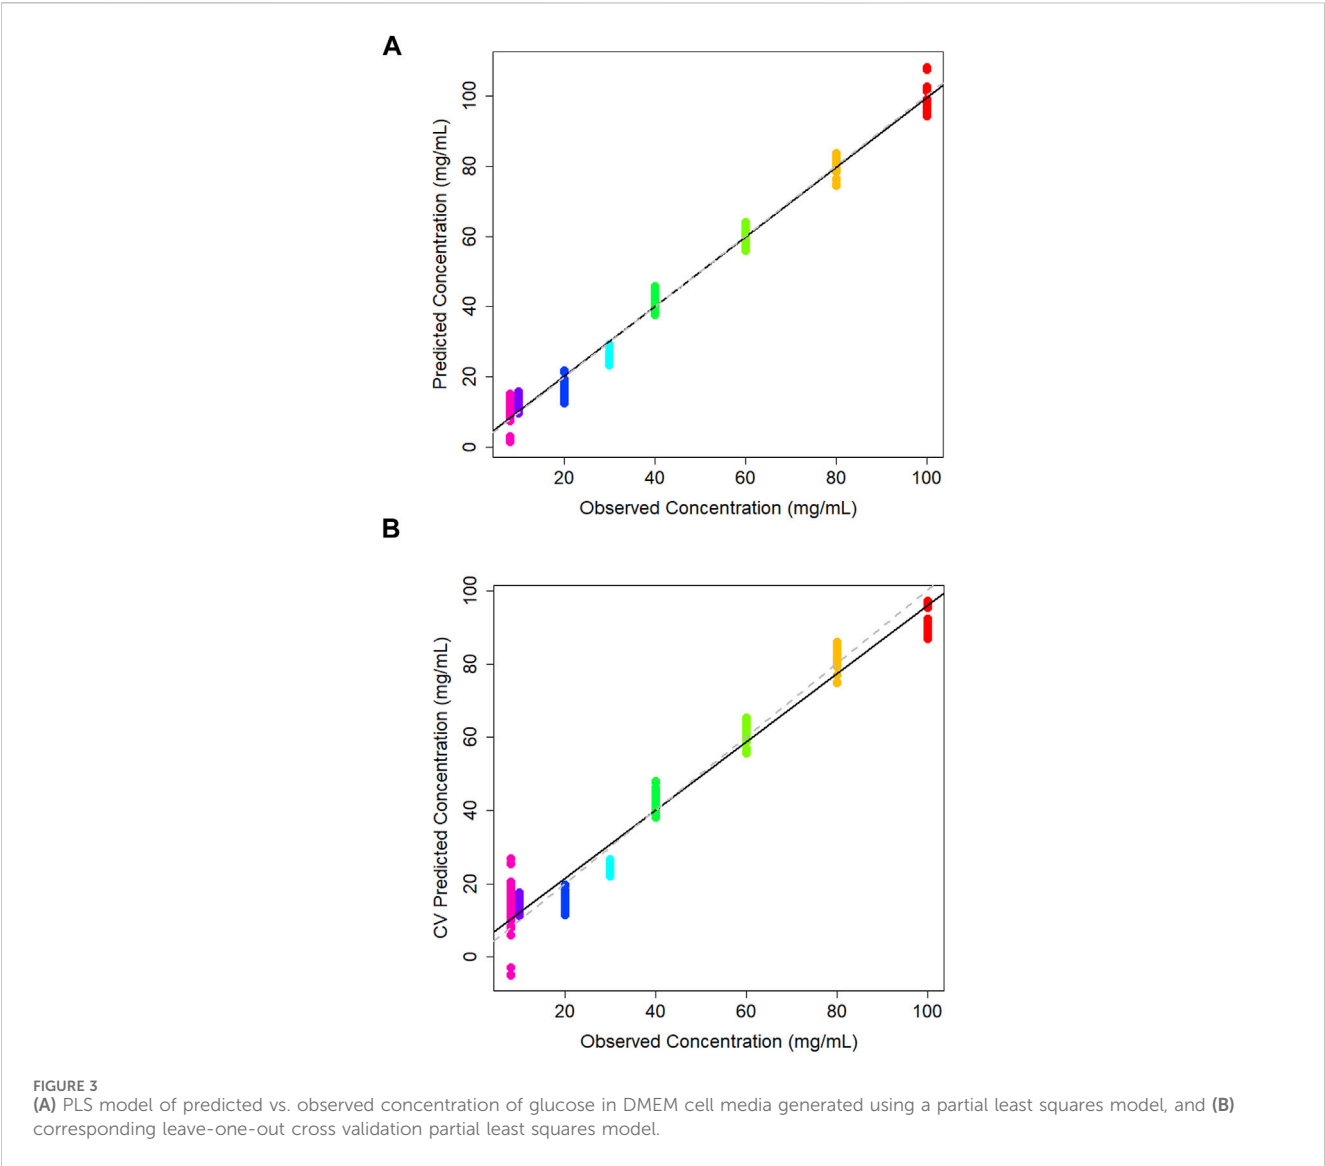 A
Predicted Concentration (mg/mL)
100
80
60
40
20
0
20 40 60 80 100
Observed Concentration (mg/mL)
B
CV Predicted Concentration (mg/mL)
100
80
60
40
20
0
20 40 60 80 100
Observed Concentration (mg/mL)
FIGURE 3
(A) PLS model of predicted vs. observed concentration of glucose in DMEM cell media generated using a partial least squares model, and (B)
corresponding leave-one-out cross validation partial least squares model.